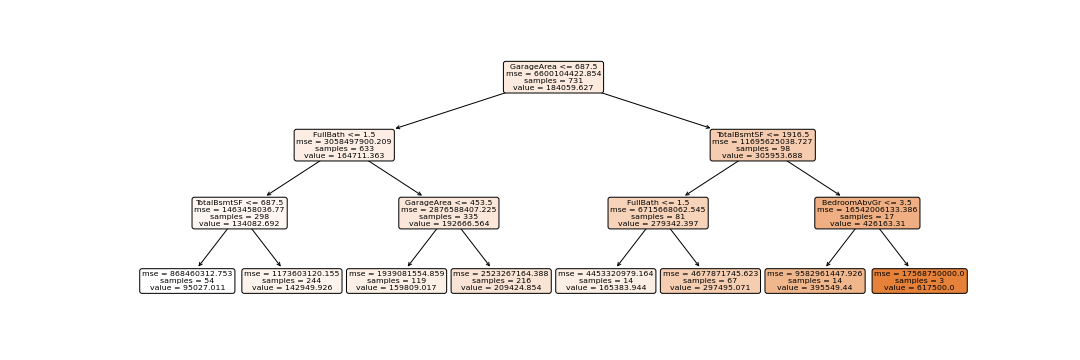 GarageArea <= 687.5
mse = 6600104422.854
samples = 731
value = 184059.627
FullBath <= 1.5
mse = 3058497900.209
samples = 633
value = 164711.363
TotalBsmtSF <= 1916.5
mse = 11695625038.727
samples = 98
value = 305953.688
TotalBsmtSF <= 687.5
mse = 1463458036.77
samples = 298
value = 134082.692
GarageArea <= 453.5
mse = 2876588407.225
samples = 335
value = 192666.564
FullBath <= 1.5
mse = 6715668062.545
samples = 81
value = 279342.397
BedroomAbvGr <= 3.5
mse = 16542006133.386
samples = 17
value = 426163.31
mse = 868460312.753
samples = 54
value = 95027.011
mse = 1173603120.155
samples = 244
value = 142949.926
mse = 1939081554.859
samples = 119
value = 159809.017
mse = 2523267164.388
samples = 216
value = 209424.854
mse = 4453320979.164
samples = 14
value = 165383.944
mse = 4677871745.623
samples = 67
value = 297495.071
mse = 9582961447.926
samples = 14
value = 395549.44
mse = 17568750000.0
samples = 3
value = 617500.0